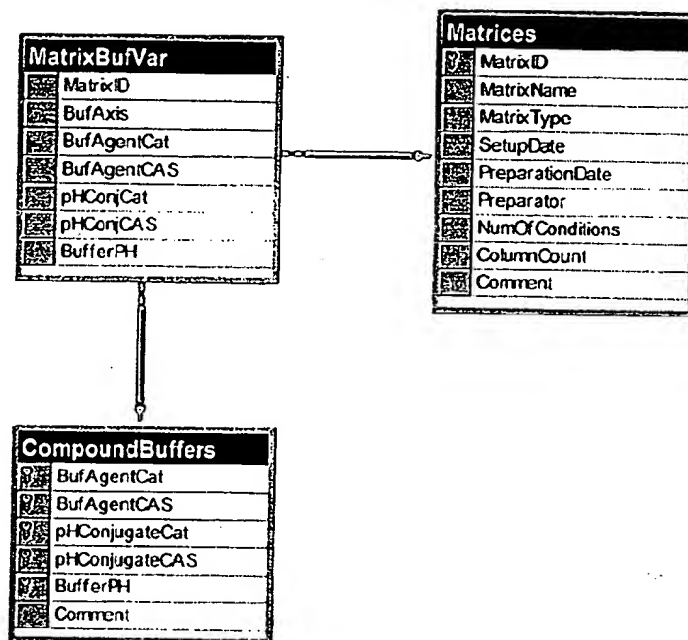 MatrixBufVar
MatrixID
BufAxis
BufAgentCat
BufAgentCAS
pHConjCat
pHConjCAS
BufferPH
Matrices
MatrixID
MatrixName
MatrixType
SetupDate
PreparationDate
Preparator
NumOfConditions
ColumnCount
Comment
CompoundBuffers
BufAgentCat
BufAgentCAS
pHConjugateCat
pHConjugateCAS
BufferPH
Comment